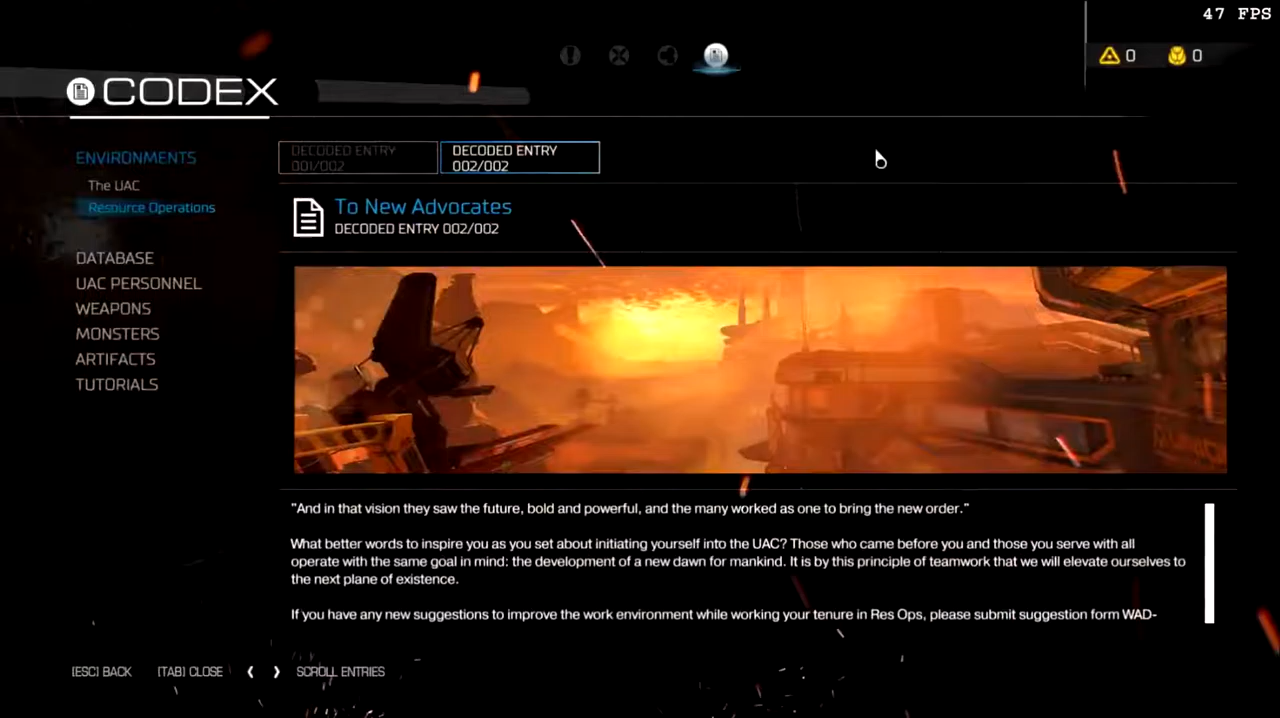 47 FPS
0 0
CODEX
ENVIRONMENTS
The UAC
Resource Operations
DATABASE
UAC PERSONNEL
WEAPONS
MONSTERS
ARTIFACTS
TUTORIALS
DECODED ENTRY
001/002
DECODED ENTRY
002/002
To New Advocates
DECODED ENTRY 002/002
"And in that vision they saw the future, bold and powerful, and the many worked as one to bring the new order."
What better words to inspire you as you set about initiating yourself into the UAC? Those who came before you and those you serve with all
operate with the same goal in mind: the development of a new dawn for mankind. It is by this principle of teamwork that we will elevate ourselves to
the next plane of existence.
If you have any new suggestions to improve the work environment while working your tenure in Res Ops, please submit suggestion form WAD-
[ESC] BACK [TAB] CLOSE < > SCROLL ENTRIES